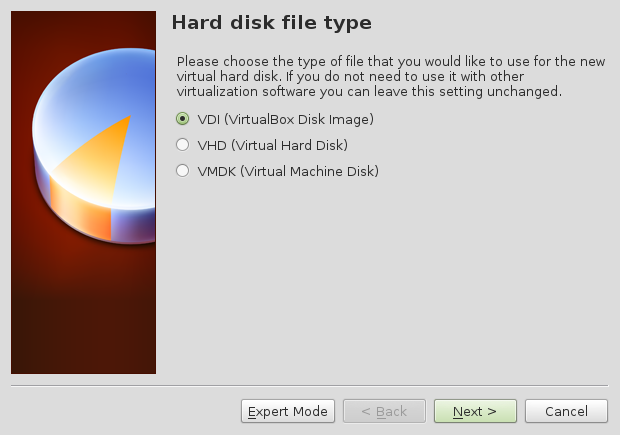 Hard disk file type
Please choose the type of file that you would like to use for the new
virtual hard disk. If you do not need to use it with other
virtualization software you can leave this setting unchanged.
VDI (VirtualBox Disk Image)
VHD (Virtual Hard Disk)
VMDK (Virtual Machine Disk)
Expert Mode
< Back
Next >
Cancel